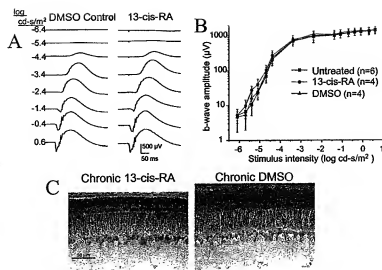 A
log
cd-s/m²
DMSO Control
13-cis-RA
-6.4
-5.4
-4.4
-3.4
-2.4
-1.4
-0.4
0.6
500 µV
50 ms
B
b-wave amplitude (µV)
1000
100
10
1
Untreated (n=6)
13-cis-RA (n=4)
DMSO (n=4)
-6 -5 -4 -3 -2 -1 0 1
Stimulus intensity (log cd-s/m²)
C
Chronic 13-cis-RA
Chronic DMSO